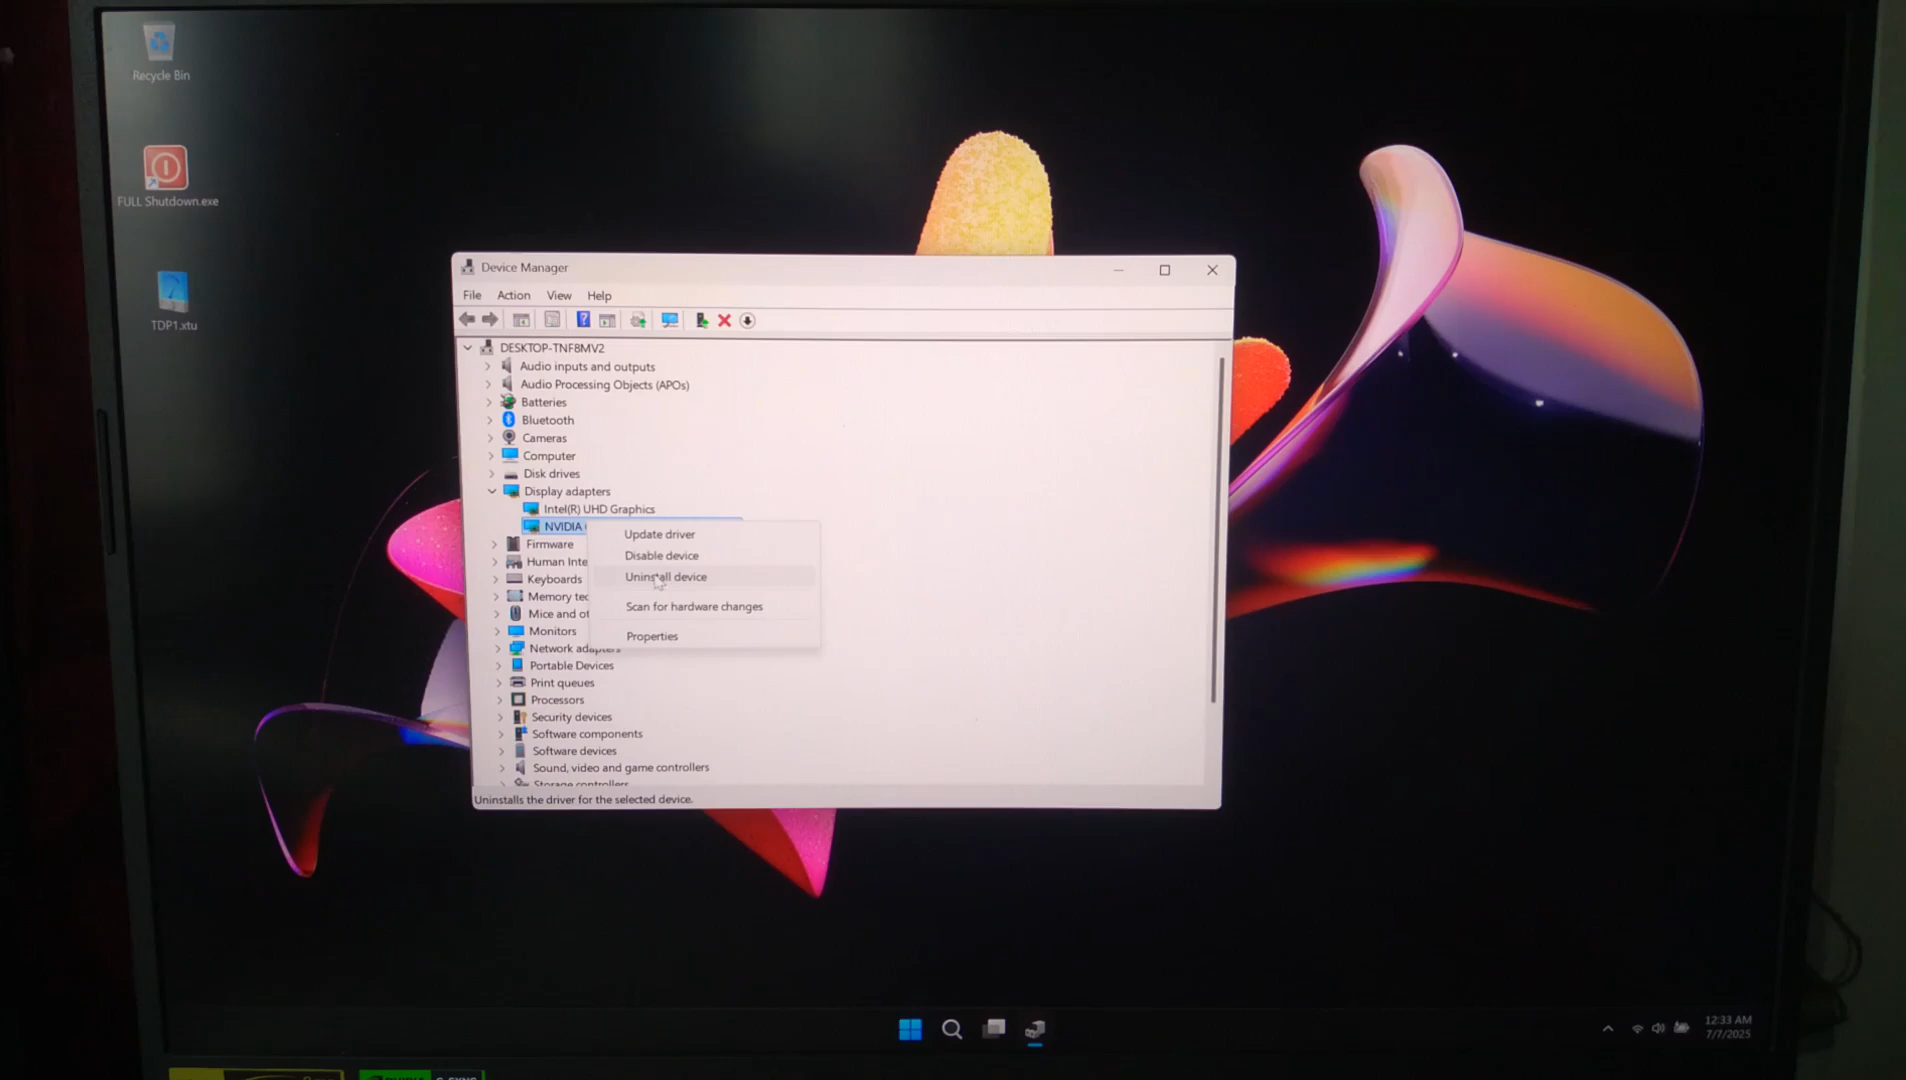 Recycle Bin
FULL Shutdown.exe
TDP1.xtu
Device Manager
File Action View Help
DESKTOP-TNF8MV2
Audio inputs and outputs
Audio Processing Objects (APOs)
Batteries
Bluetooth
Cameras
Computer
Disk drives
Display adapters
Intel(R) UHD Graphics
NVIDIA
Firmware
Human Inte
Keyboards
Memory tec
Mice and ot
Monitors
Network adapters
Portable Devices
Print queues
Processors
Security devices
Software components
Software devices
Sound, video and game controllers
Storage controllers
Update driver
Disable device
Uninstall device
Scan for hardware changes
Properties
Uninstalls the driver for the selected device.
12:33 AM
7/7/2025